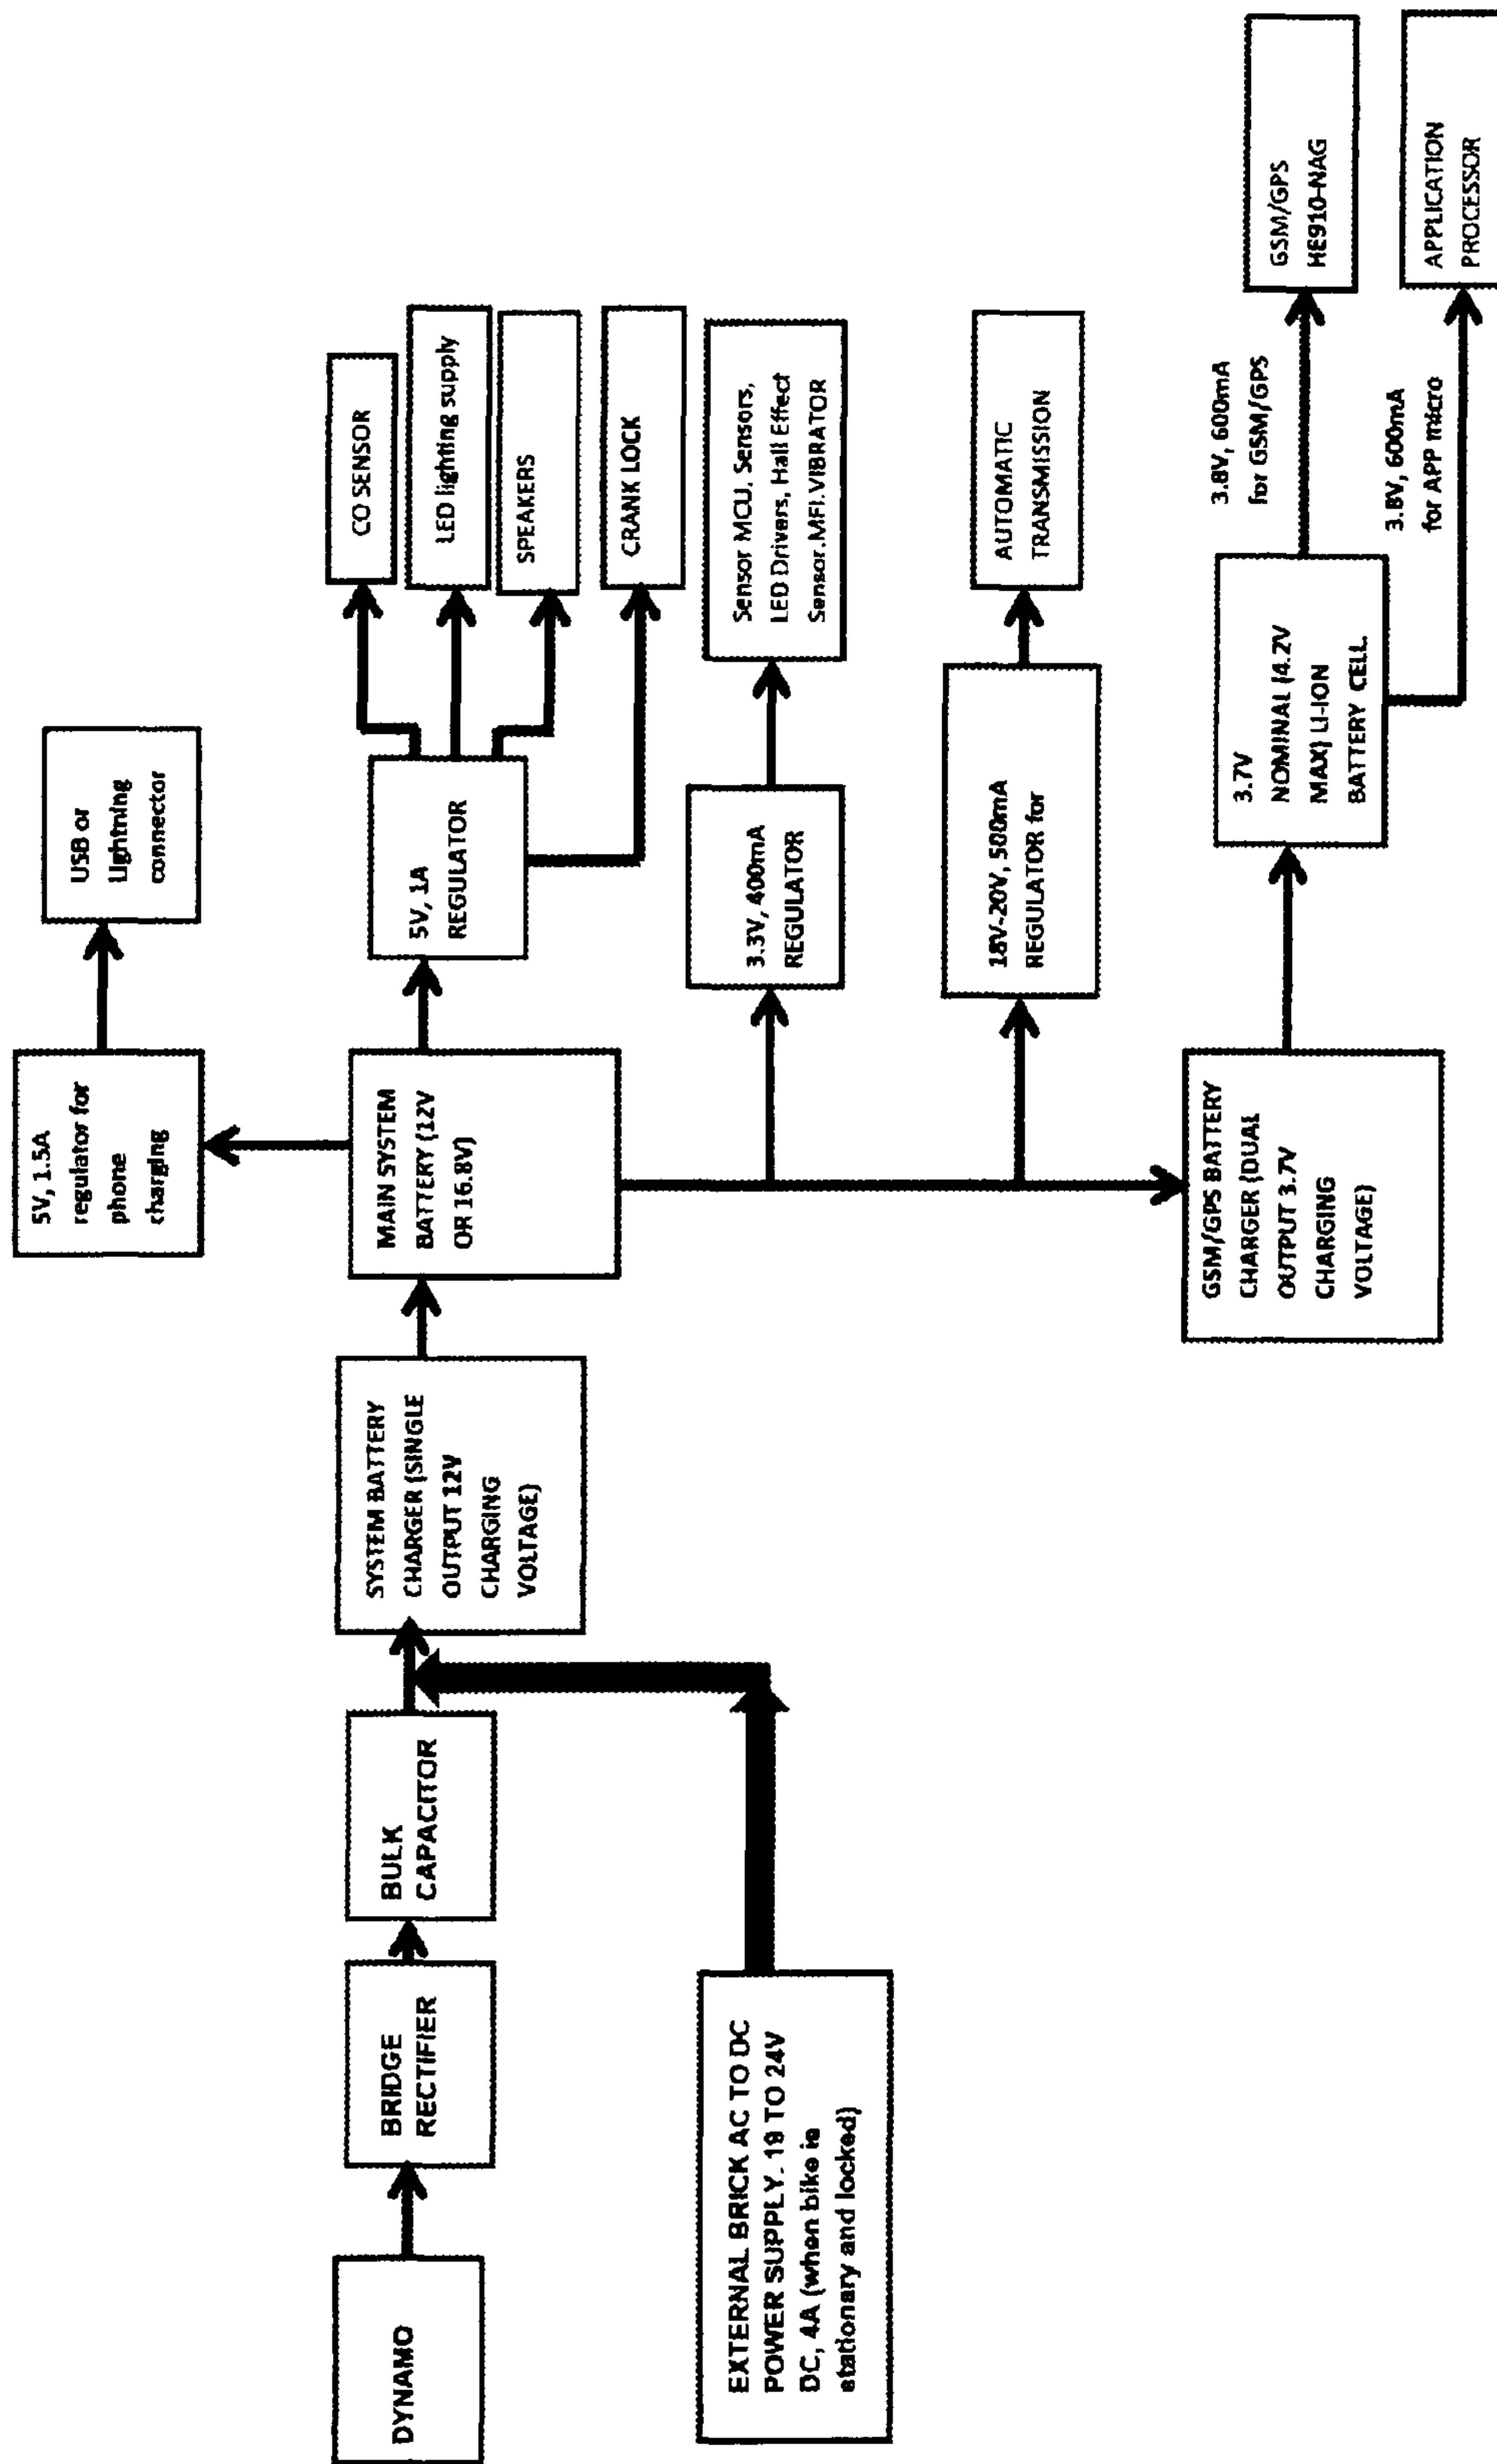 DYNAMO
BRIDGE
RECTIFIER
BULK
CAPACITOR
EXTERNAL BRICK AC TO DC
POWER SUPPLY. 19 TO 24V
DC, 4A (when bike is
stationary and locked)
SYSTEM BATTERY
CHARGER (SINGLE
OUTPUT 12V
CHARGING
VOLTAGE)
MAIN SYSTEM
BATTERY (12V
OR 16.8V)
5V, 1.5A
regulator for
phone
charging
USB or
Lightning
connector
5V, 1A
REGULATOR
CO SENSOR
LED lighting supply
SPEAKERS
CRANK LOCK
3.3V, 400mA
REGULATOR
Sensor MCU, Sensors,
LED Drivers, Hall Effect
Sensor.MFI.VIBRATOR
18V-20V, 500mA
REGULATOR for
AUTOMATIC
TRANSMISSION
GSM/GPS BATTERY
CHARGER (DUAL
OUTPUT 3.7V
CHARGING
VOLTAGE)
3.7V
NOMINAL (4.2V
MAX) LI-ION
BATTERY CELL.
3.8V, 600mA
for GSM/GPS
GSM/GPS
HE910-NAG
3.8V, 600mA
for APP micro
APPLICATION
PROCESSOR